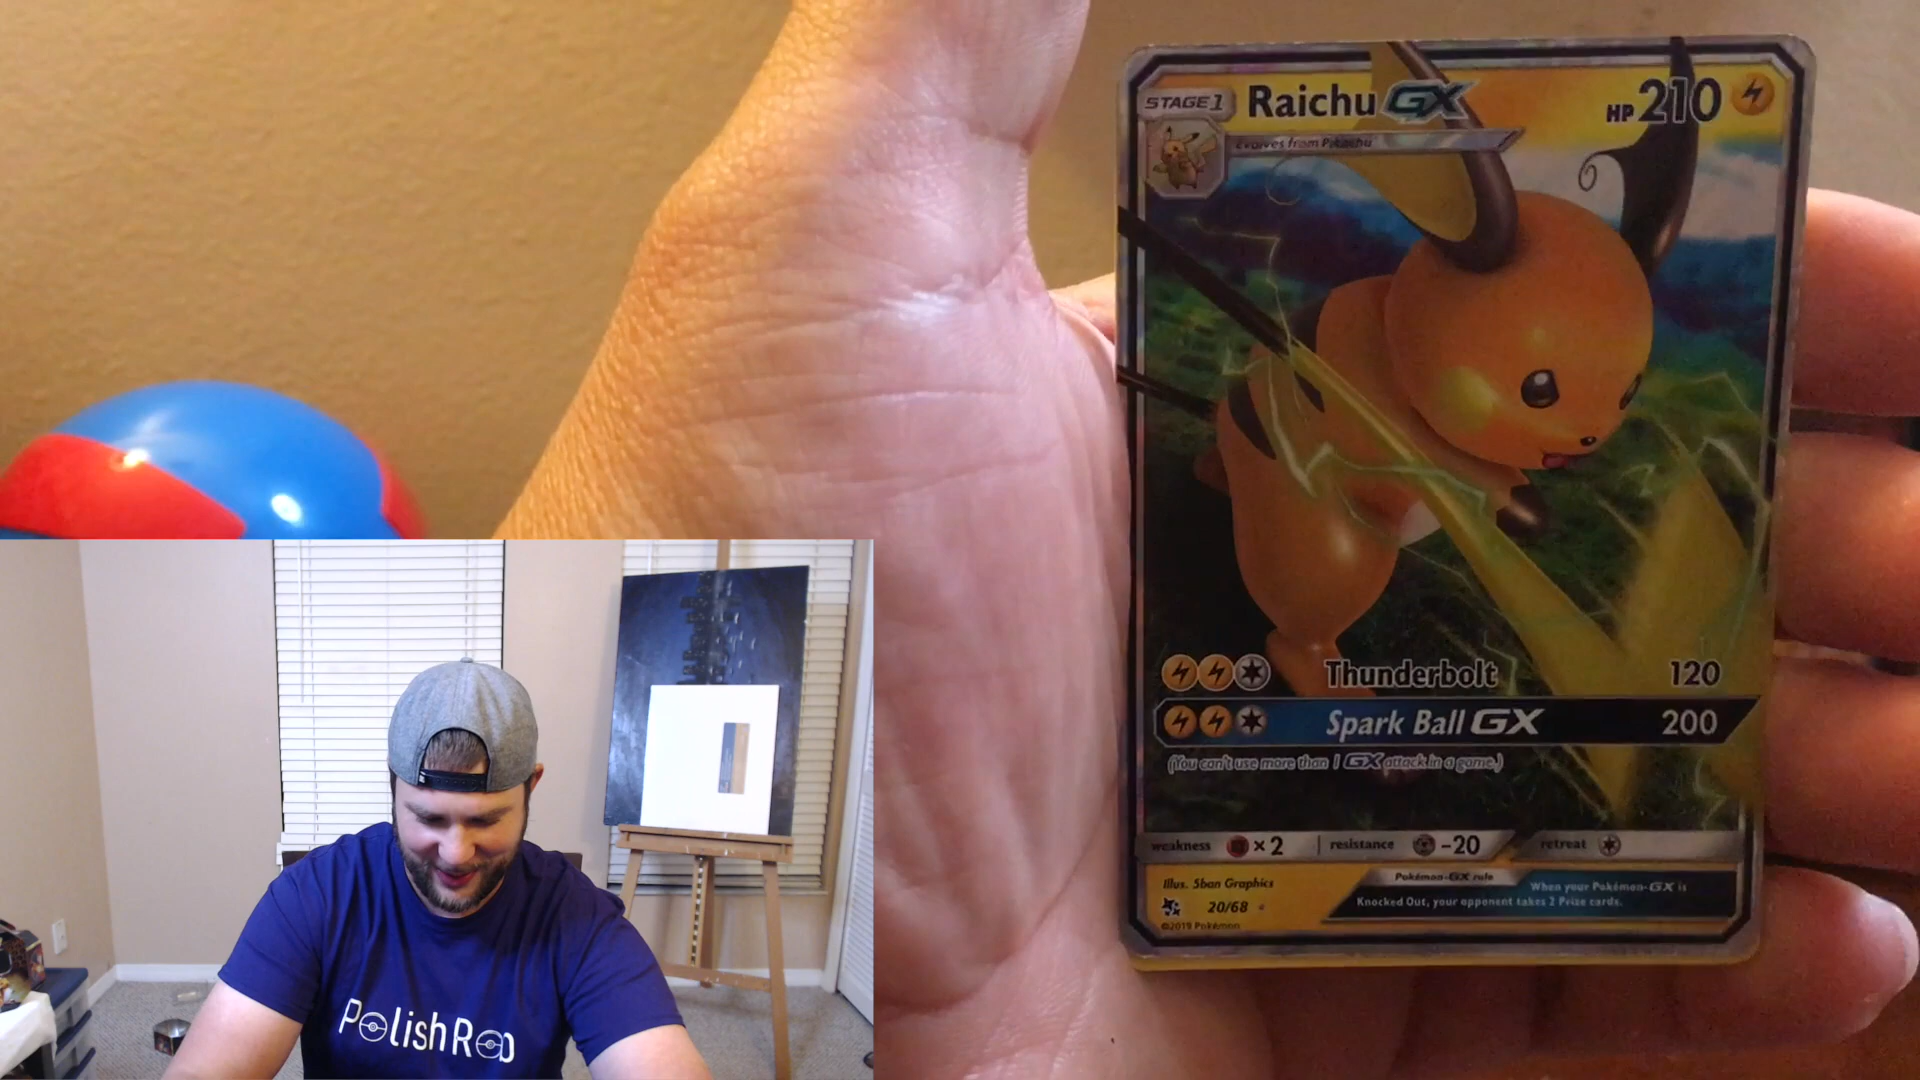 STAGE 1
Raichu GX
HP 210
Evolves from Pikachu
Thunderbolt 120
Spark Ball GX 200
(You can't use more than 1 GX attack in a game.)
weakness ×2 resistance -20 retreat
Illus. 5ban Graphics
20/68
©2019 Pokémon
Pokémon-GX rule
When your Pokémon-GX is
Knocked Out, your opponent takes 2 Prize cards.
PolishRob